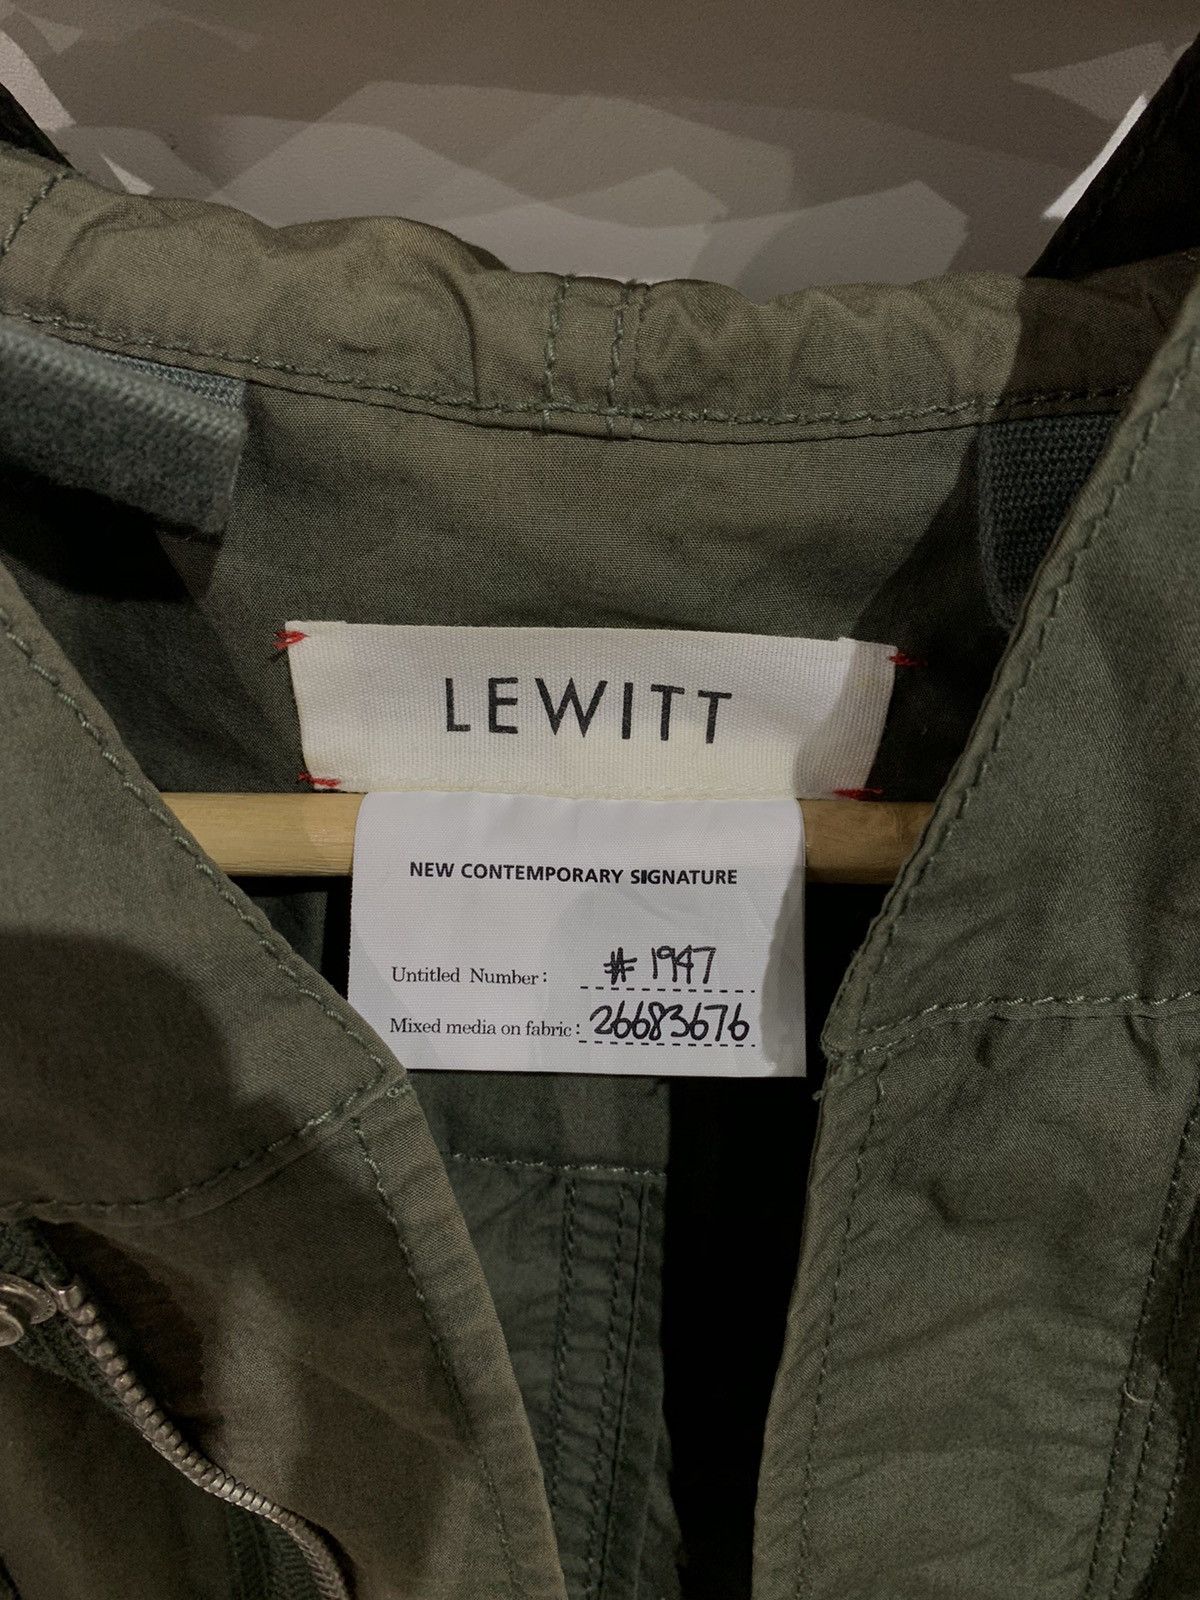 LEWITT
NEW CONTEMPORARY SIGNATURE
Untitled Number: # 1947
Mixed media on fabric: 26683676